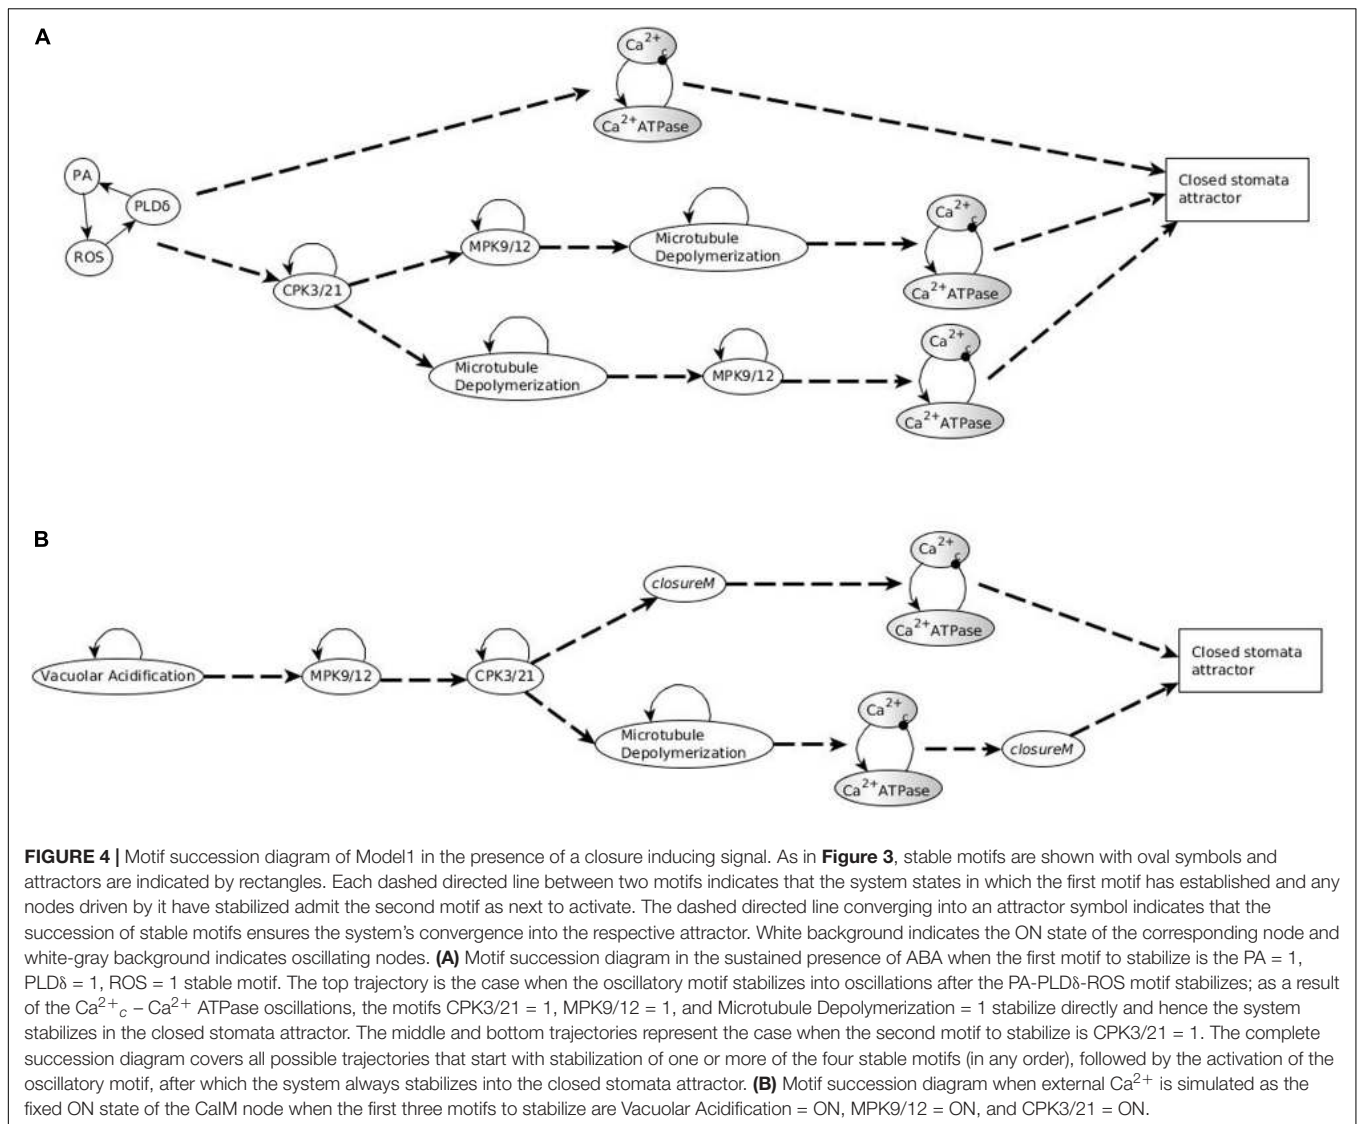 A
Ca2+c
Ca2+ATPase
PA
PLDδ
ROS
Closed stomata
attractor
MPK9/12
Microtubule
Depolymerization
Ca2+c
Ca2+ATPase
CPK3/21
Microtubule
Depolymerization
MPK9/12
Ca2+c
Ca2+ATPase
B
closureM
Ca2+c
Ca2+ATPase
Vacuolar Acidification
MPK9/12
CPK3/21
Closed stomata
attractor
Microtubule
Depolymerization
Ca2+c
Ca2+ATPase
closureM
FIGURE 4 | Motif succession diagram of Model1 in the presence of a closure inducing signal. As in Figure 3, stable motifs are shown with oval symbols and
attractors are indicated by rectangles. Each dashed directed line between two motifs indicates that the system states in which the first motif has established and any
nodes driven by it have stabilized admit the second motif as next to activate. The dashed directed line converging into an attractor symbol indicates that the
succession of stable motifs ensures the system's convergence into the respective attractor. White background indicates the ON state of the corresponding node and
white-gray background indicates oscillating nodes. (A) Motif succession diagram in the sustained presence of ABA when the first motif to stabilize is the PA = 1,
PLDδ = 1, ROS = 1 stable motif. The top trajectory is the case when the oscillatory motif stabilizes into oscillations after the PA-PLDδ-ROS motif stabilizes; as a result
of the Ca2+c – Ca2+ ATPase oscillations, the motifs CPK3/21 = 1, MPK9/12 = 1, and Microtubule Depolymerization = 1 stabilize directly and hence the system
stabilizes in the closed stomata attractor. The middle and bottom trajectories represent the case when the second motif to stabilize is CPK3/21 = 1. The complete
succession diagram covers all possible trajectories that start with stabilization of one or more of the four stable motifs (in any order), followed by the activation of the
oscillatory motif, after which the system always stabilizes into the closed stomata attractor. (B) Motif succession diagram when external Ca2+ is simulated as the
fixed ON state of the CaIM node when the first three motifs to stabilize are Vacuolar Acidification = ON, MPK9/12 = ON, and CPK3/21 = ON.